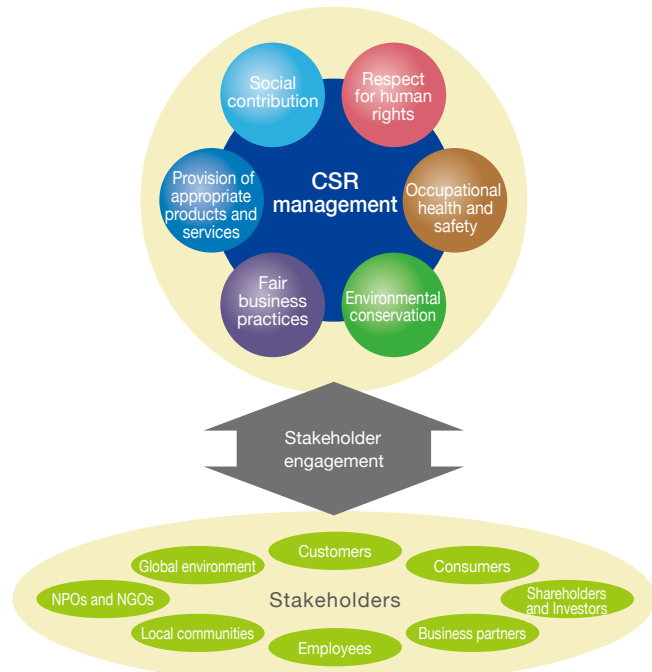 Social
contribution
Respect
for human
rights
CSR
management
Provision of
appropriate
products and
services
Occupational
health and
safety
Fair
business
practices
Environmental
conservation
Stakeholder
engagement
Customers
Global environment
Consumers
NPOs and NGOs
Stakeholders
Shareholders
and Investors
Local communities
Business partners
Employees